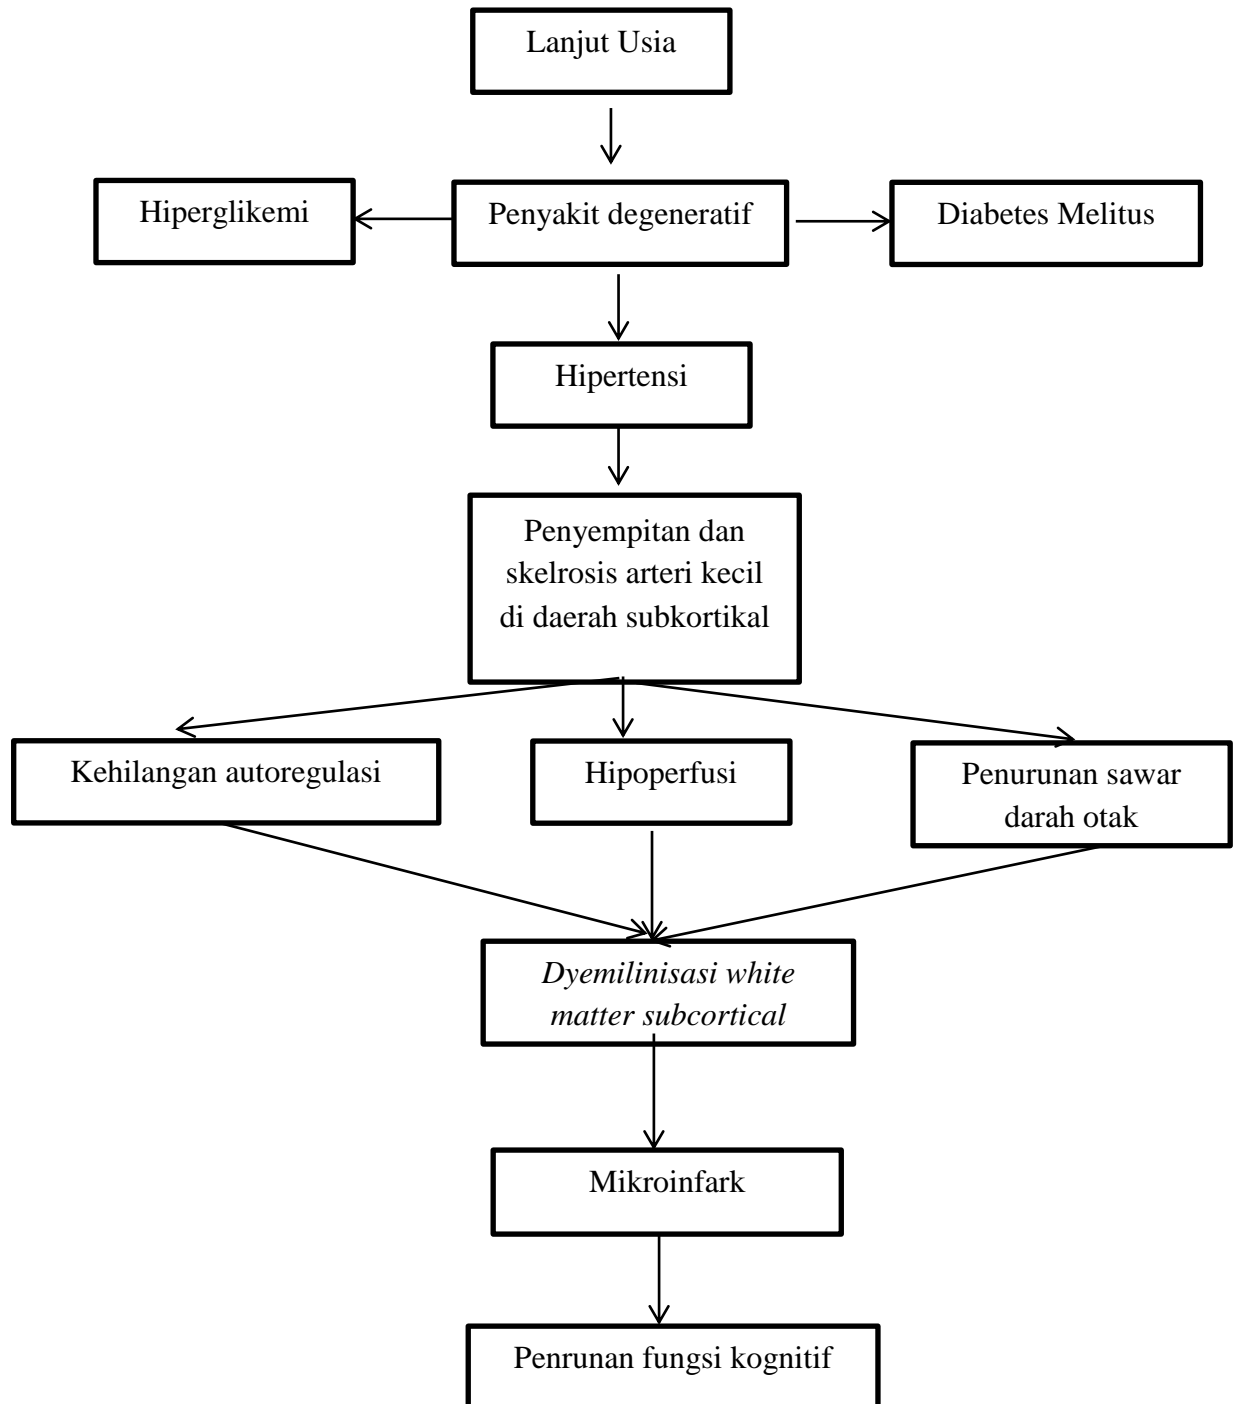 Lanjut Usia
Hiperglikemi
Penyakit degeneratif
Diabetes Melitus
Hipertensi
Penyempitan dan
skelrosis arteri kecil
di daerah subkortikal
Kehilangan autoregulasi
Hipoperfusi
Penurunan sawar
darah otak
Dyemilinisasi white
matter subcortical
Mikroinfark
Penrunan fungsi kognitif